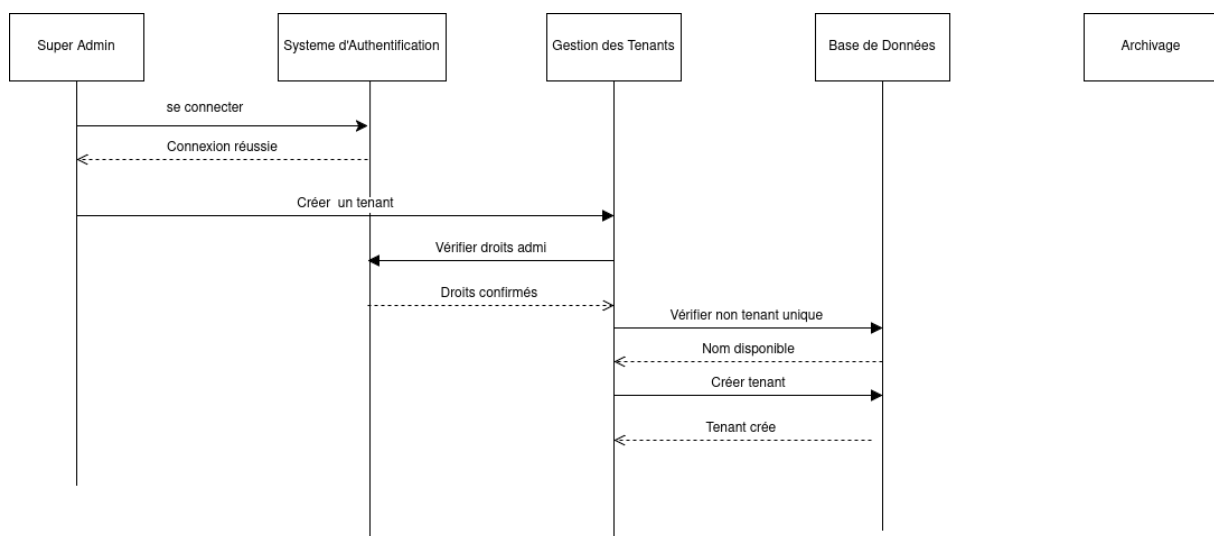 Super Admin
Systeme d'Authentification
Gestion des Tenants
Base de Données
Archivage
se connecter
Connexion réussie
Créer un tenant
Vérifier droits admi
Droits confirmés
Vérifier non tenant unique
Nom disponible
Créer tenant
Tenant crée